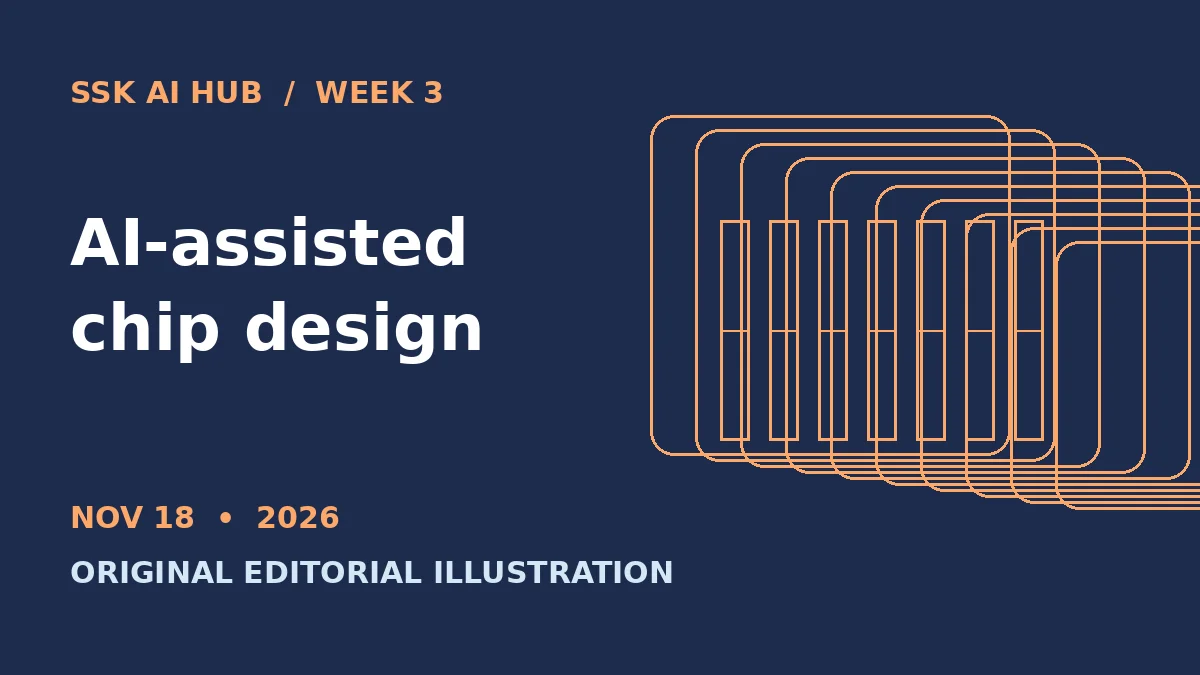 SSK AI HUB / WEEK 3
AI-assisted
chip design
NOV 18 • 2026
ORIGINAL EDITORIAL ILLUSTRATION